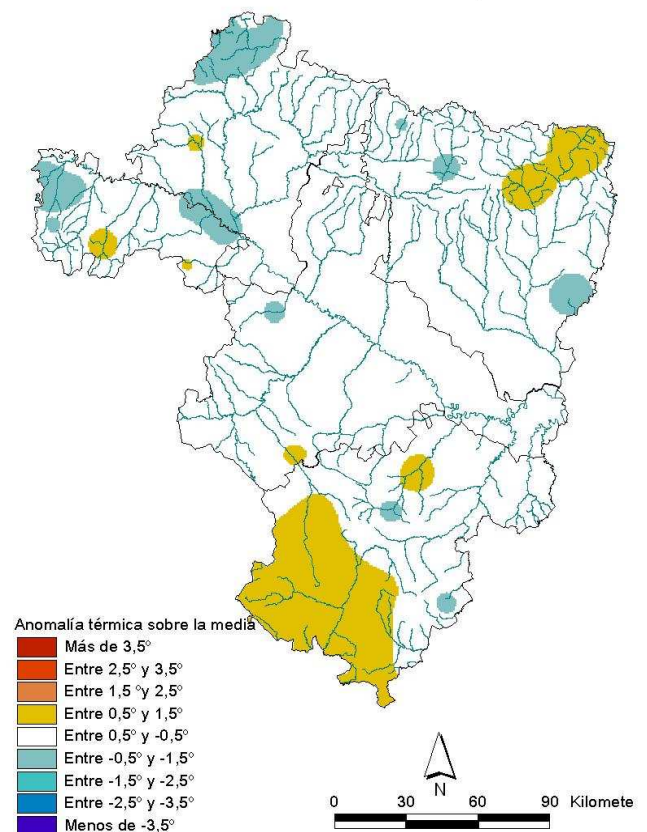 Anomalía térmica sobre la media
Más de 3,5°
Entre 2,5° y 3,5°
Entre 1,5 °y 2,5°
Entre 0,5° y 1,5°
Entre 0,5° y -0,5°
Entre -0,5° y -1,5°
Entre -1,5° y -2,5°
Entre -2,5° y -3,5°
Menos de -3,5°
N
0 30 60 90 Kilomete